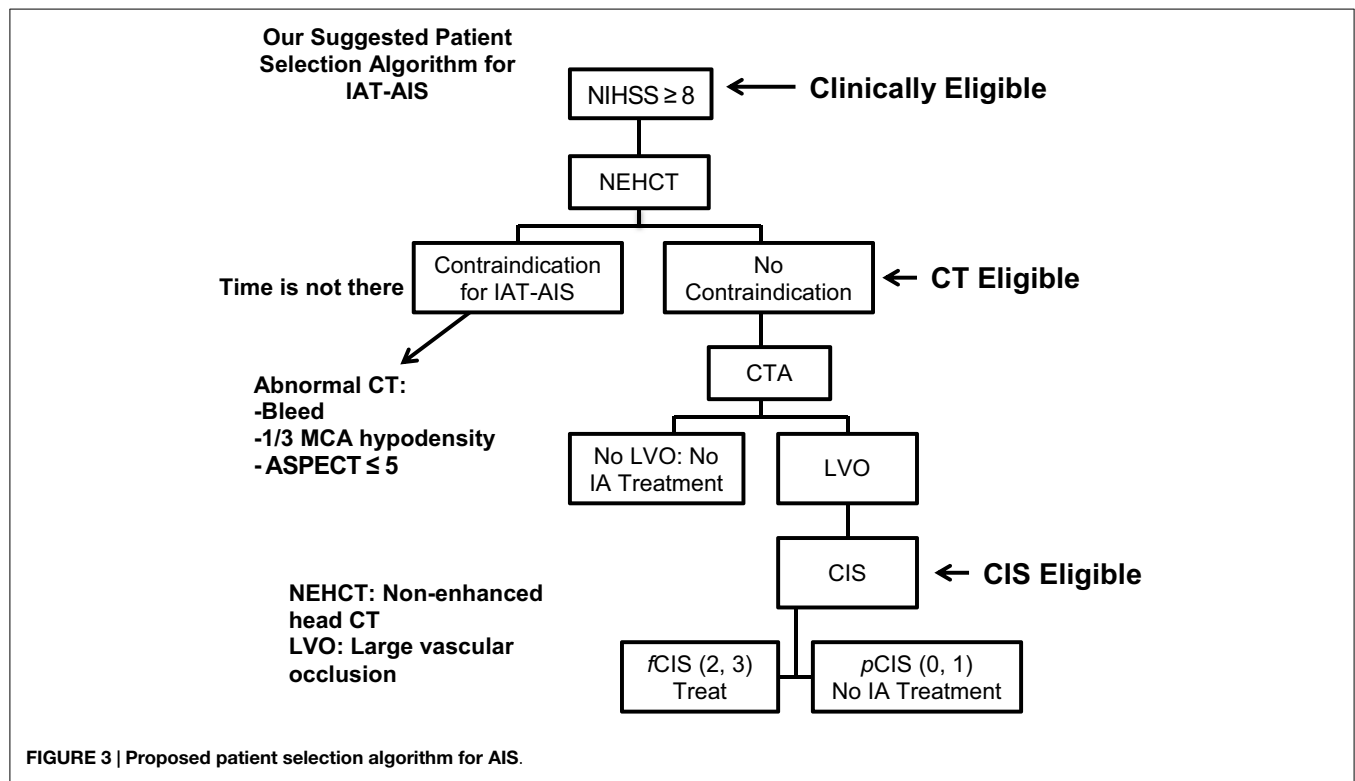 Our Suggested Patient
Selection Algorithm for
IAT-AIS
NIHSS ≥ 8
Clinically Eligible
NEHCT
Time is not there
Contraindication
for IAT-AIS
No
Contraindication
CT Eligible
Abnormal CT:
-Bleed
-1/3 MCA hypodensity
- ASPECT ≤ 5
CTA
No LVO: No
IA Treatment
LVO
CIS
CIS Eligible
NEHCT: Non-enhanced
head CT
LVO: Large vascular
occlusion
fCIS (2, 3)
Treat
pCIS (0, 1)
No IA Treatment
FIGURE 3 | Proposed patient selection algorithm for AIS.